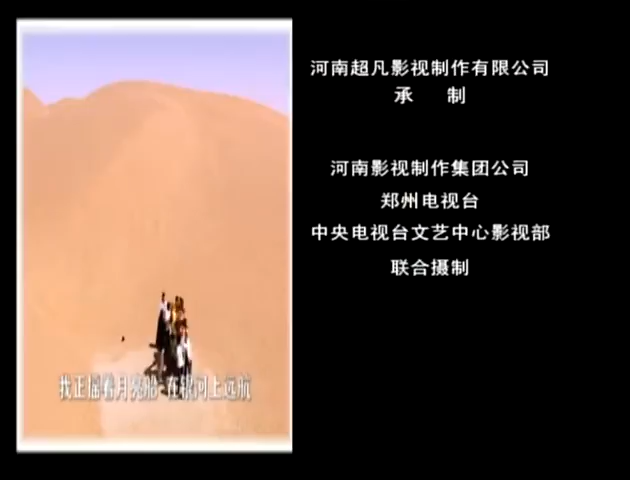 河南超凡影视制作有限公司
承 制
河南影视制作集团公司
郑州电视台
中央电视台文艺中心影视部
联合摄制
我正摇着月亮船 在银河上远航